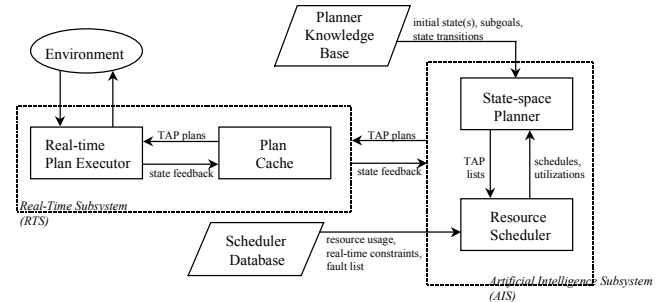 Planner
Knowledge
Base
initial state(s), subgoals,
state transitions
Environment
State-space
Planner
Real-time
Plan Executor
TAP plans
state feedback
Plan
Cache
TAP plans
state feedback
TAP
lists
schedules,
utilizations
Real-Time Subsystem
(RTS)
Resource
Scheduler
Scheduler
Database
resource usage,
real-time constraints,
fault list
Artificial Intelligence Subsystem
(AIS)